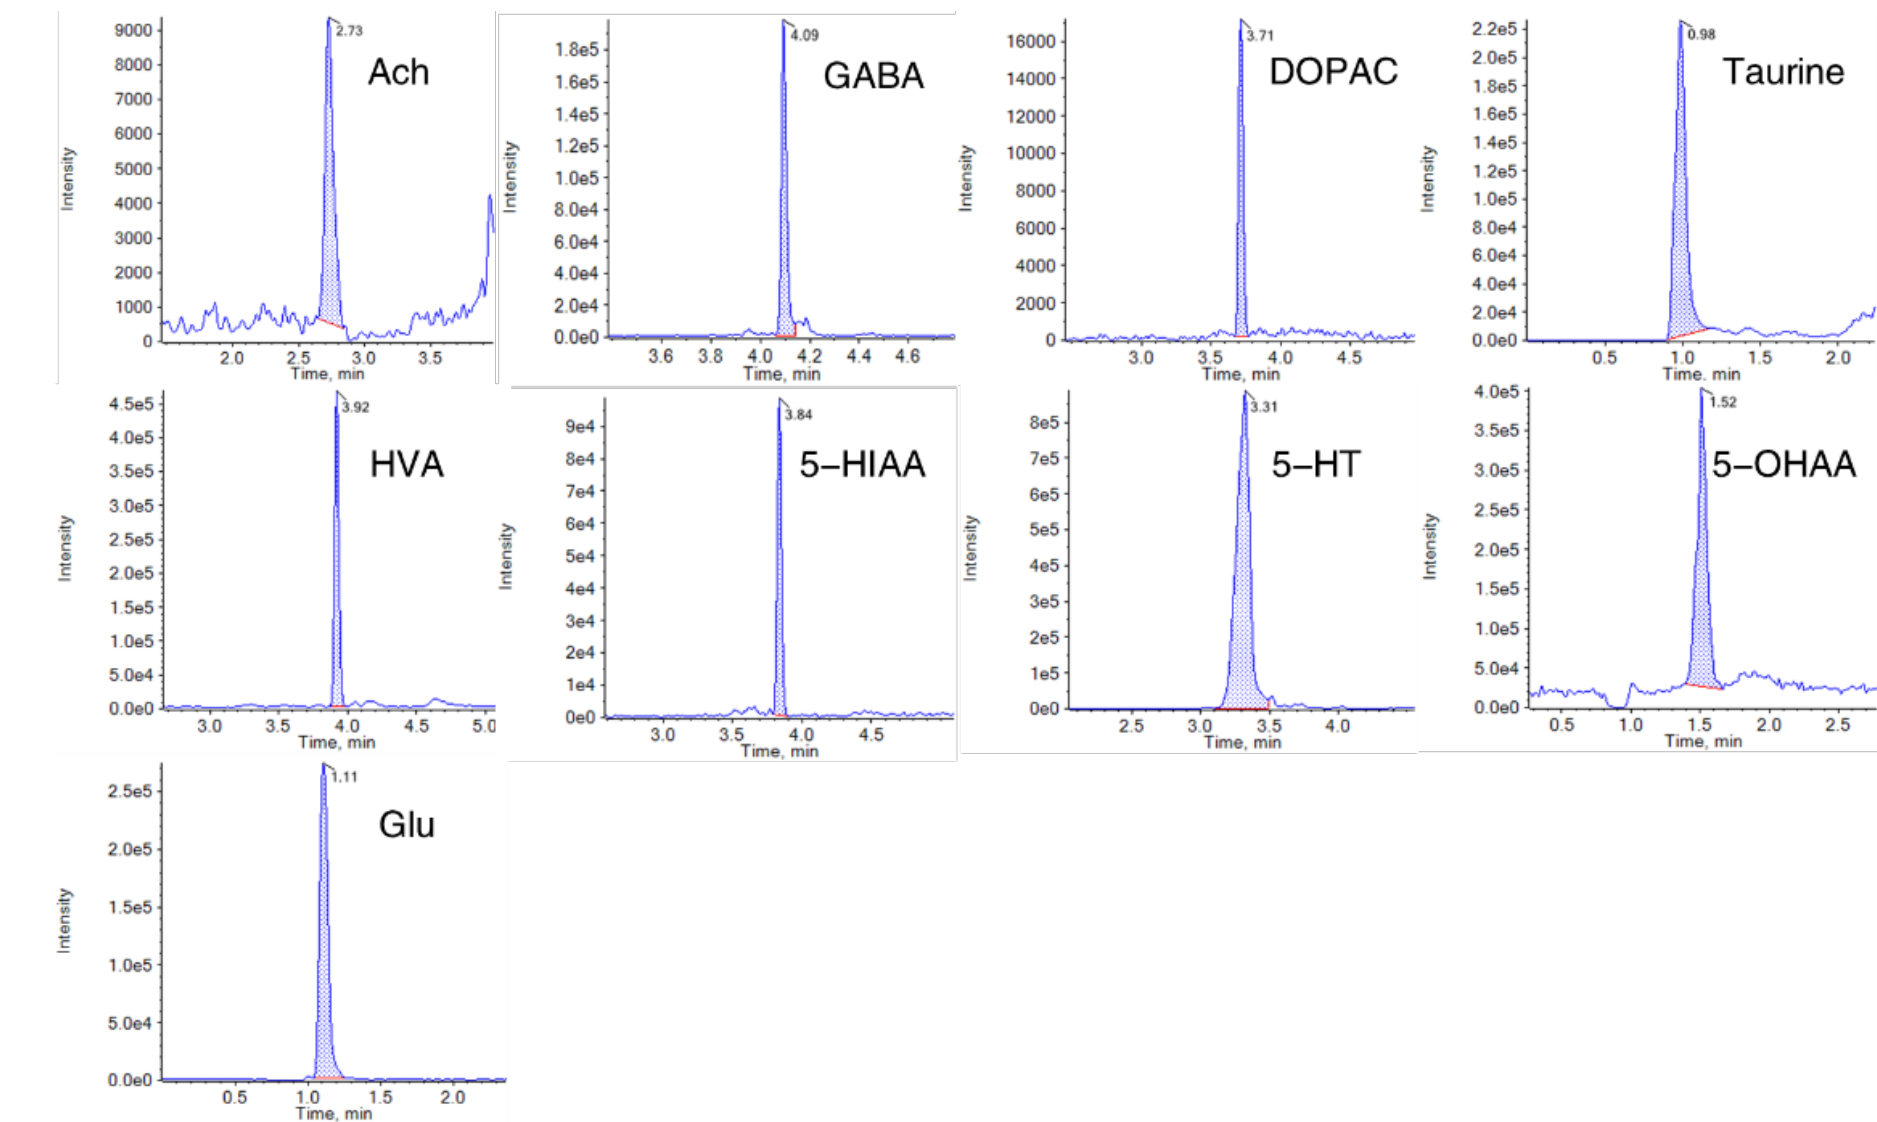 9000
8000
7000
6000
5000
4000
3000
2000
1000
0
Intensity
2.73
Ach
2.0 2.5 3.0 3.5
Time, min
1.8e5
1.6e5
1.4e5
1.2e5
1.0e5
8.0e4
6.0e4
4.0e4
2.0e4
0.0e0
Intensity
4.09
GABA
3.6 3.8 4.0 4.2 4.4 4.6
Time, min
16000
14000
12000
10000
8000
6000
4000
2000
0
Intensity
3.71
DOPAC
3.0 3.5 4.0 4.5
Time, min
2.2e5
2.0e5
1.8e5
1.6e5
1.4e5
1.2e5
1.0e5
8.0e4
6.0e4
4.0e4
2.0e4
0.0e0
Intensity
0.98
Taurine
0.5 1.0 1.5 2.0
Time. min
4.5e5
4.0e5
3.5e5
3.0e5
2.5e5
2.0e5
1.5e5
1.0e5
5.0e4
0.0e0
Intensity
3.92
HVA
3.0 3.5 4.0 4.5 5.0
Time, min
9e4
8e4
7e4
6e4
5e4
4e4
3e4
2e4
1e4
0e0
Intensity
3.84
5–HIAA
3.0 3.5 4.0 4.5
Time, min
8e5
7e5
6e5
5e5
4e5
3e5
2e5
1e5
0e0
Intensity
3.31
5–HT
2.5 3.0 3.5 4.0
Time, min
4.0e5
3.5e5
3.0e5
2.5e5
2.0e5
1.5e5
1.0e5
5.0e4
0.0e0
Intensity
1.52
5–OHAA
0.5 1.0 1.5 2.0 2.5
Time, min
2.5e5
2.0e5
1.5e5
1.0e5
5.0e4
0.0e0
Intensity
1.11
Glu
0.5 1.0 1.5 2.0
Time, min